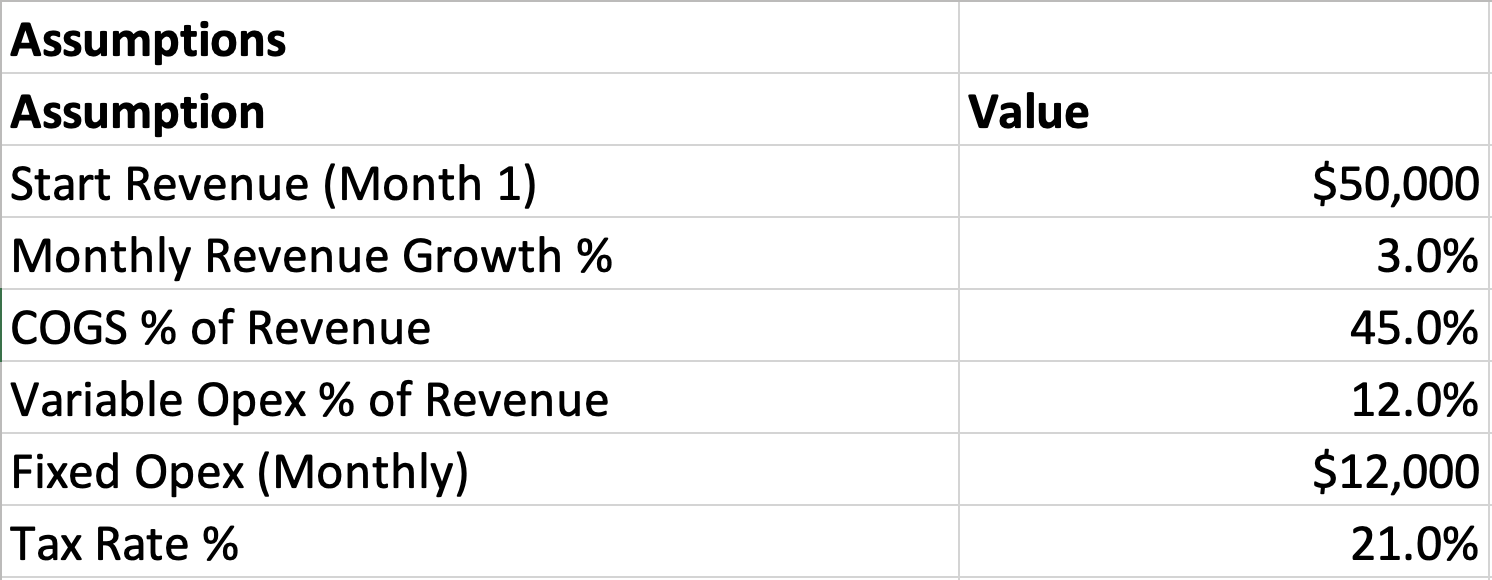 Assumptions
Assumption Value
Start Revenue (Month 1) $50,000
Monthly Revenue Growth % 3.0%
COGS % of Revenue 45.0%
Variable Opex % of Revenue 12.0%
Fixed Opex (Monthly) $12,000
Tax Rate % 21.0%